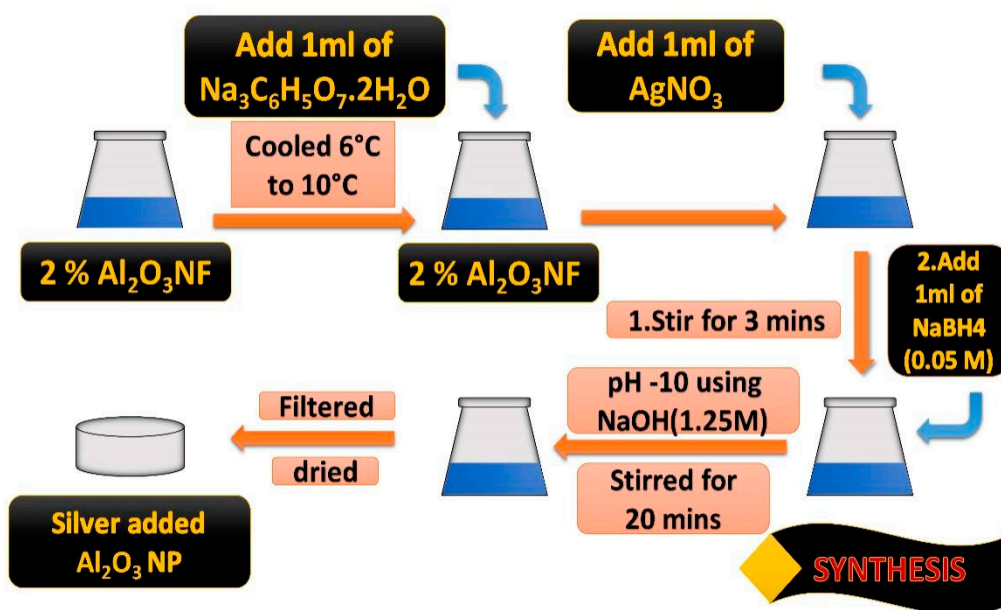 Add 1ml of
Na₃C₆H₅O₇.2H₂O
Add 1ml of
AgNO₃
Cooled 6°C
to 10°C
2 % Al₂O₃NF
2 % Al₂O₃NF
1.Stir for 3 mins
2.Add
1ml of
NaBH4
(0.05 M)
pH -10 using
NaOH(1.25M)
Stirred for
20 mins
Filtered
dried
Silver added
Al₂O₃ NP
SYNTHESIS